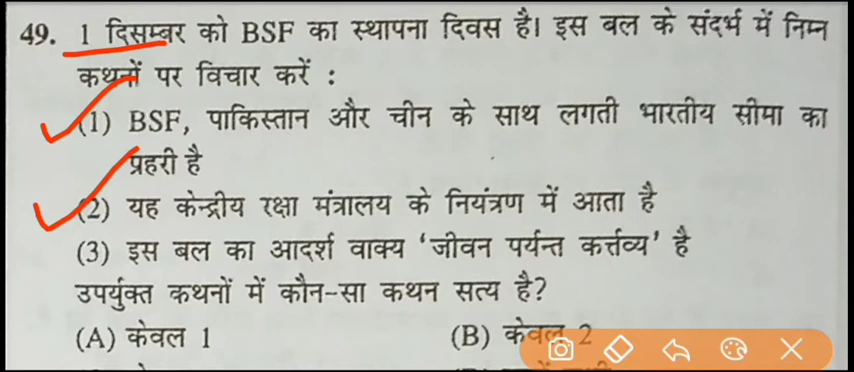 49. 1 दिसम्बर को BSF का स्थापना दिवस है। इस बल के संदर्भ में निम्न
कथनों पर विचार करें :
(1) BSF, पाकिस्तान और चीन के साथ लगती भारतीय सीमा का
प्रहरी है
(2) यह केन्द्रीय रक्षा मंत्रालय के नियंत्रण में आता है
(3) इस बल का आदर्श वाक्य ‘जीवन पर्यन्त कर्त्तव्य’ है
उपर्युक्त कथनों में कौन-सा कथन सत्य है?
(A) केवल 1 (B) केवल 2